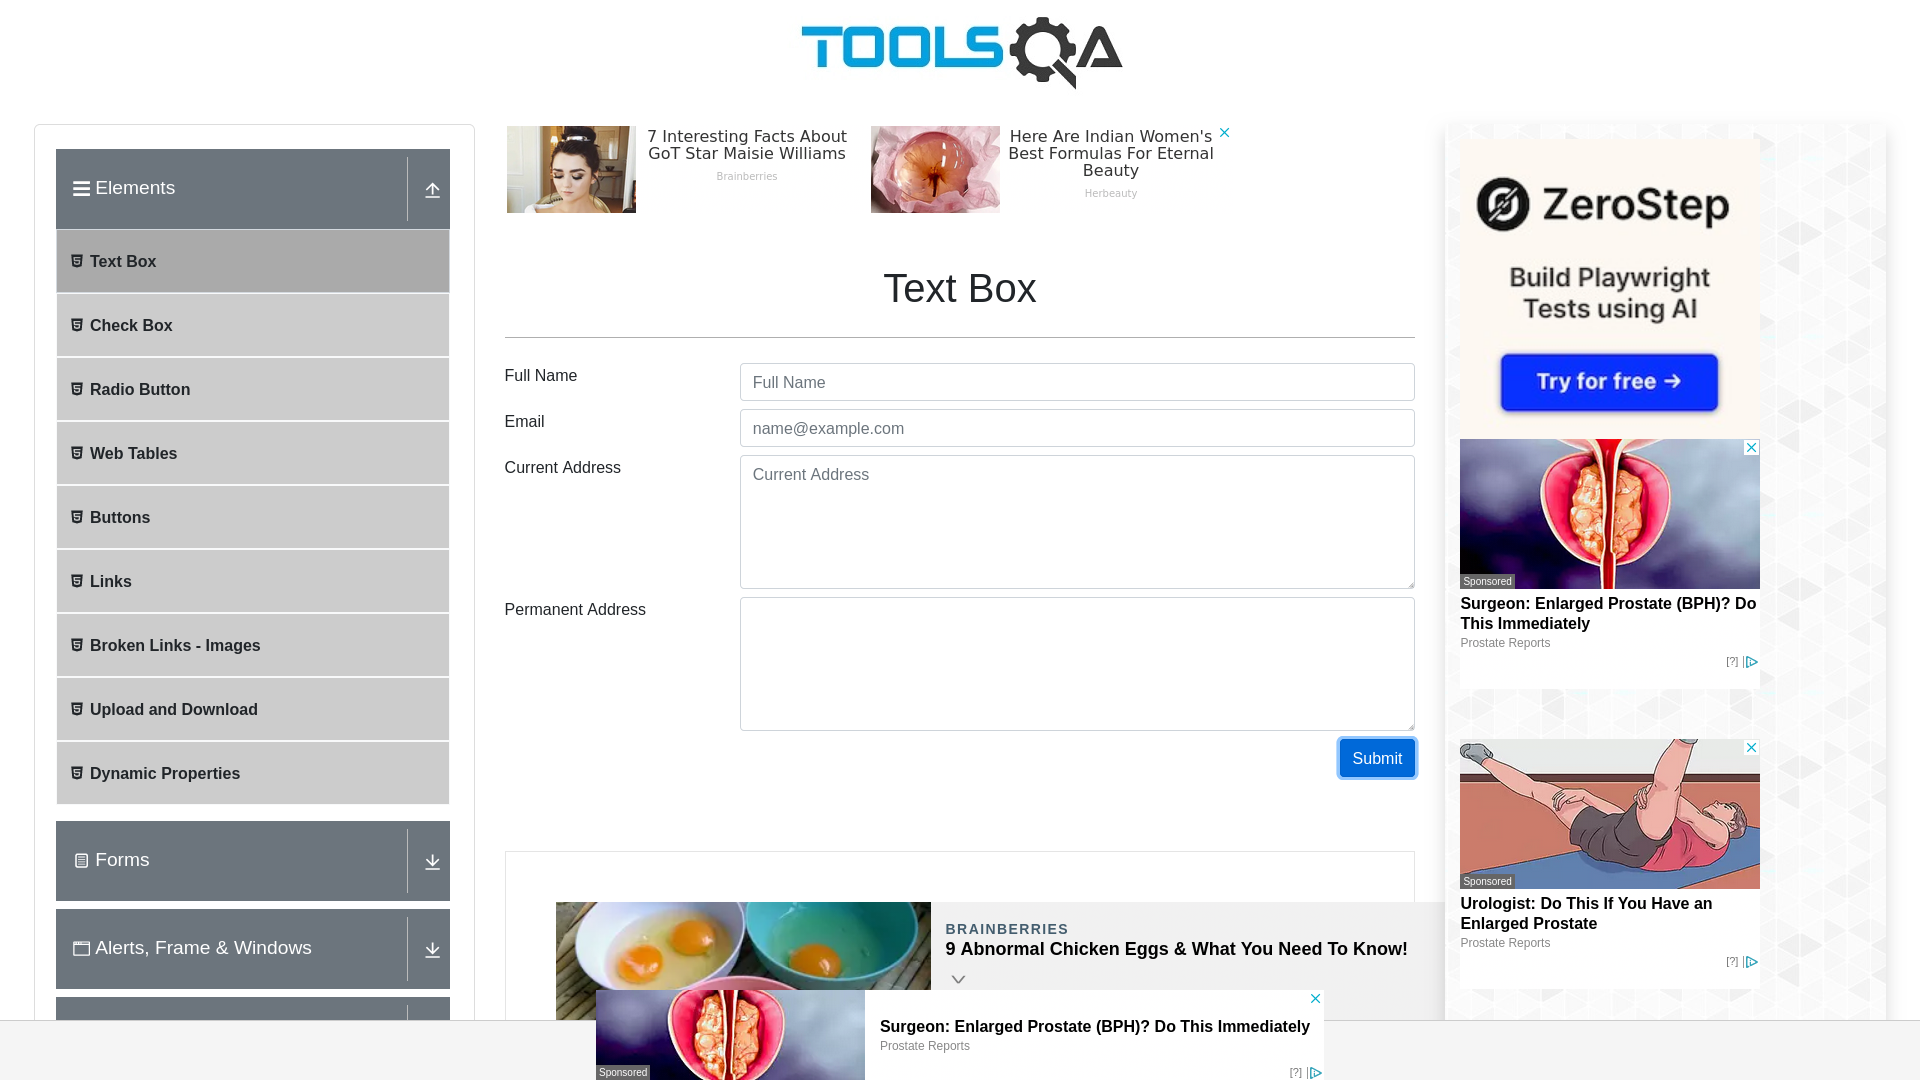 TOOLSQA
Elements
Text Box
Check Box
Radio Button
Web Tables
Buttons
Links
Broken Links - Images
Upload and Download
Dynamic Properties
Forms
Alerts, Frame & Windows
7 Interesting Facts About
GoT Star Maisie Williams
Brainberries
Here Are Indian Women's
Best Formulas For Eternal
Beauty
Herbeauty
Text Box
Full Name
Full Name
Email
name@example.com
Current Address
Current Address
Permanent Address
Submit
BRAINBERRIES
9 Abnormal Chicken Eggs & What You Need To Know!
ZeroStep
Build Playwright
Tests using AI
Try for free →
Sponsored
Surgeon: Enlarged Prostate (BPH)? Do
This Immediately
Prostate Reports
[?]
Sponsored
Urologist: Do This If You Have an
Enlarged Prostate
Prostate Reports
[?]
Sponsored
Surgeon: Enlarged Prostate (BPH)? Do This Immediately
Prostate Reports
[?]